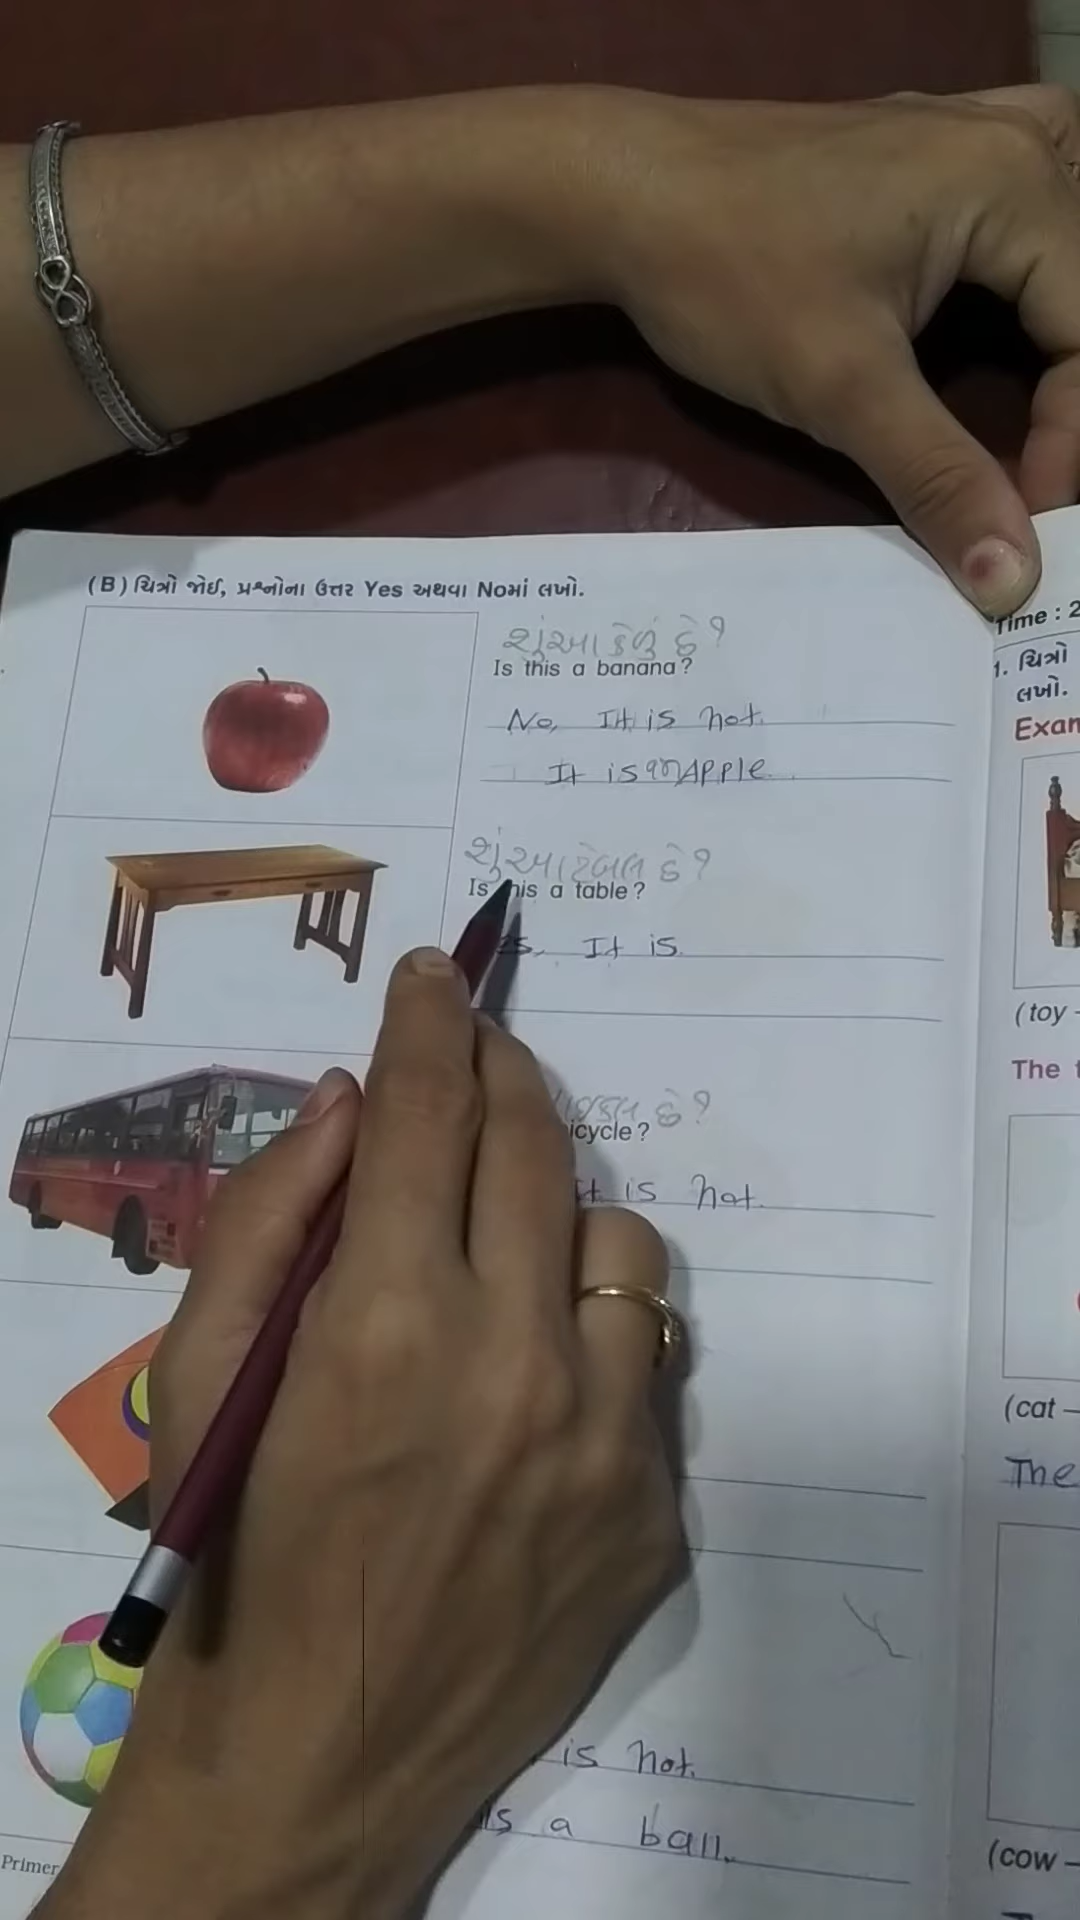 (B) ચિત્રો જોઈ, પ્રશ્નોના ઉત્તર Yes અથવા Noમાં લખો.
શું આ કેળું છે ?
Is this a banana ?
No, It is not.
It is an Apple.
શું આ ટેબલ છે ?
Is this a table ?
It is.
છે ?
icycle ?
It is not.
is not.
is a ball.
Primer
Time : 2
1. ચિત્રો
લખો.
Exam
(toy -
The
(cat –
The
(cow –